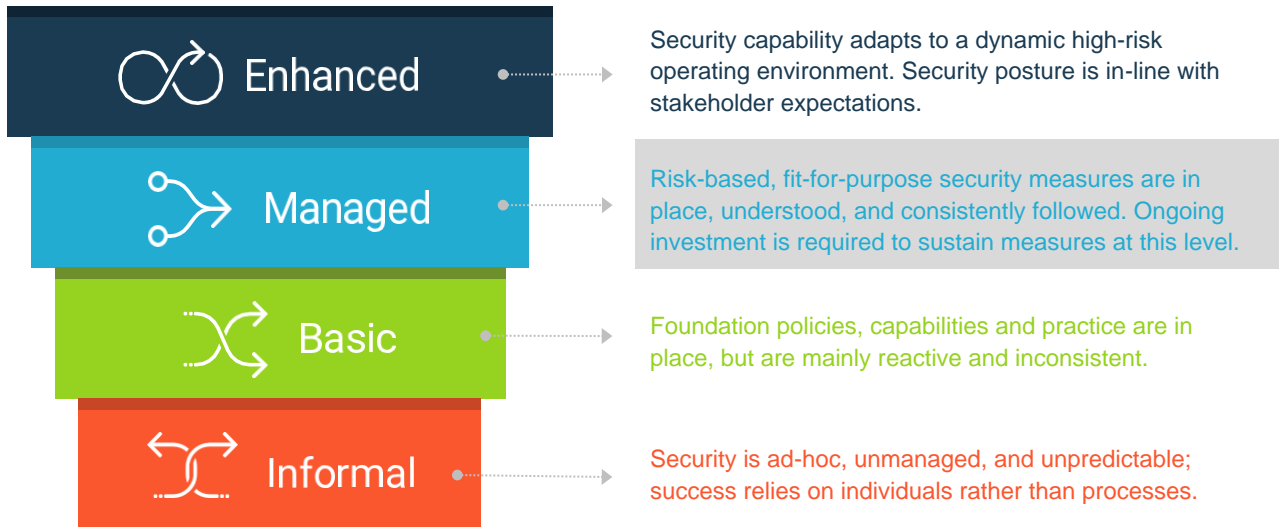 Enhanced
Security capability adapts to a dynamic high-risk
operating environment. Security posture is in-line with
stakeholder expectations.
Managed
Risk-based, fit-for-purpose security measures are in
place, understood, and consistently followed. Ongoing
investment is required to sustain measures at this level.
Basic
Foundation policies, capabilities and practice are in
place, but are mainly reactive and inconsistent.
Informal
Security is ad-hoc, unmanaged, and unpredictable;
success relies on individuals rather than processes.